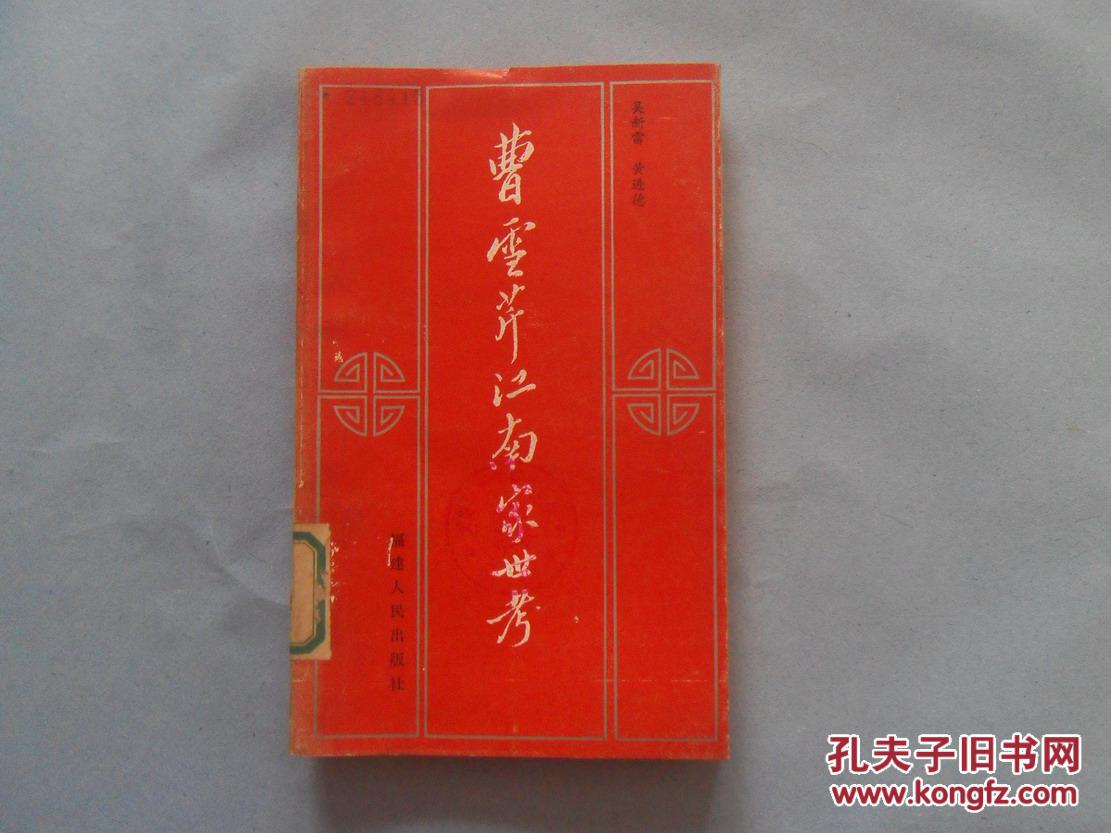 吴新雷 黄进德
曹雪芹江南家世考
福建人民出版社
孔夫子旧书网
www.kongfz.com